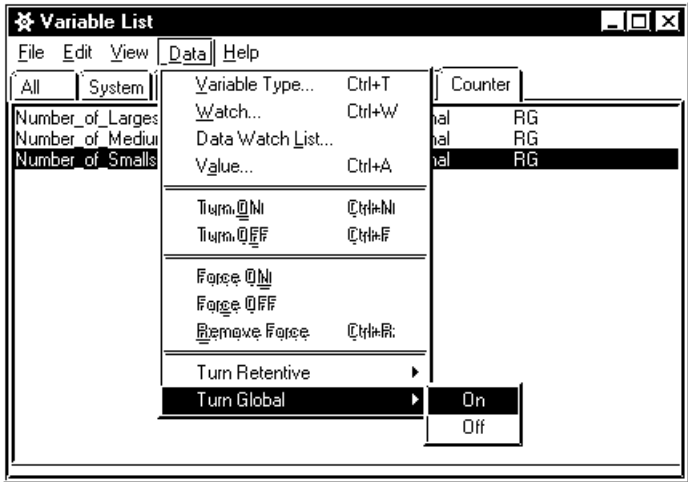 Variable List
File Edit View Data Help
All System Counter
Variable Type... Ctrl+T
Watch... Ctrl+W
Data Watch List...
Value... Ctrl+A
Number_of_Larges nal RG
Number_of_Mediur nal RG
Number_of_Smalls nal RG
Turn ON Ctrl+N
Turn OFF Ctrl+F
Force ON
Force OFF
Remove Force Ctrl+R
Turn Retentive
Turn Global
On
Off